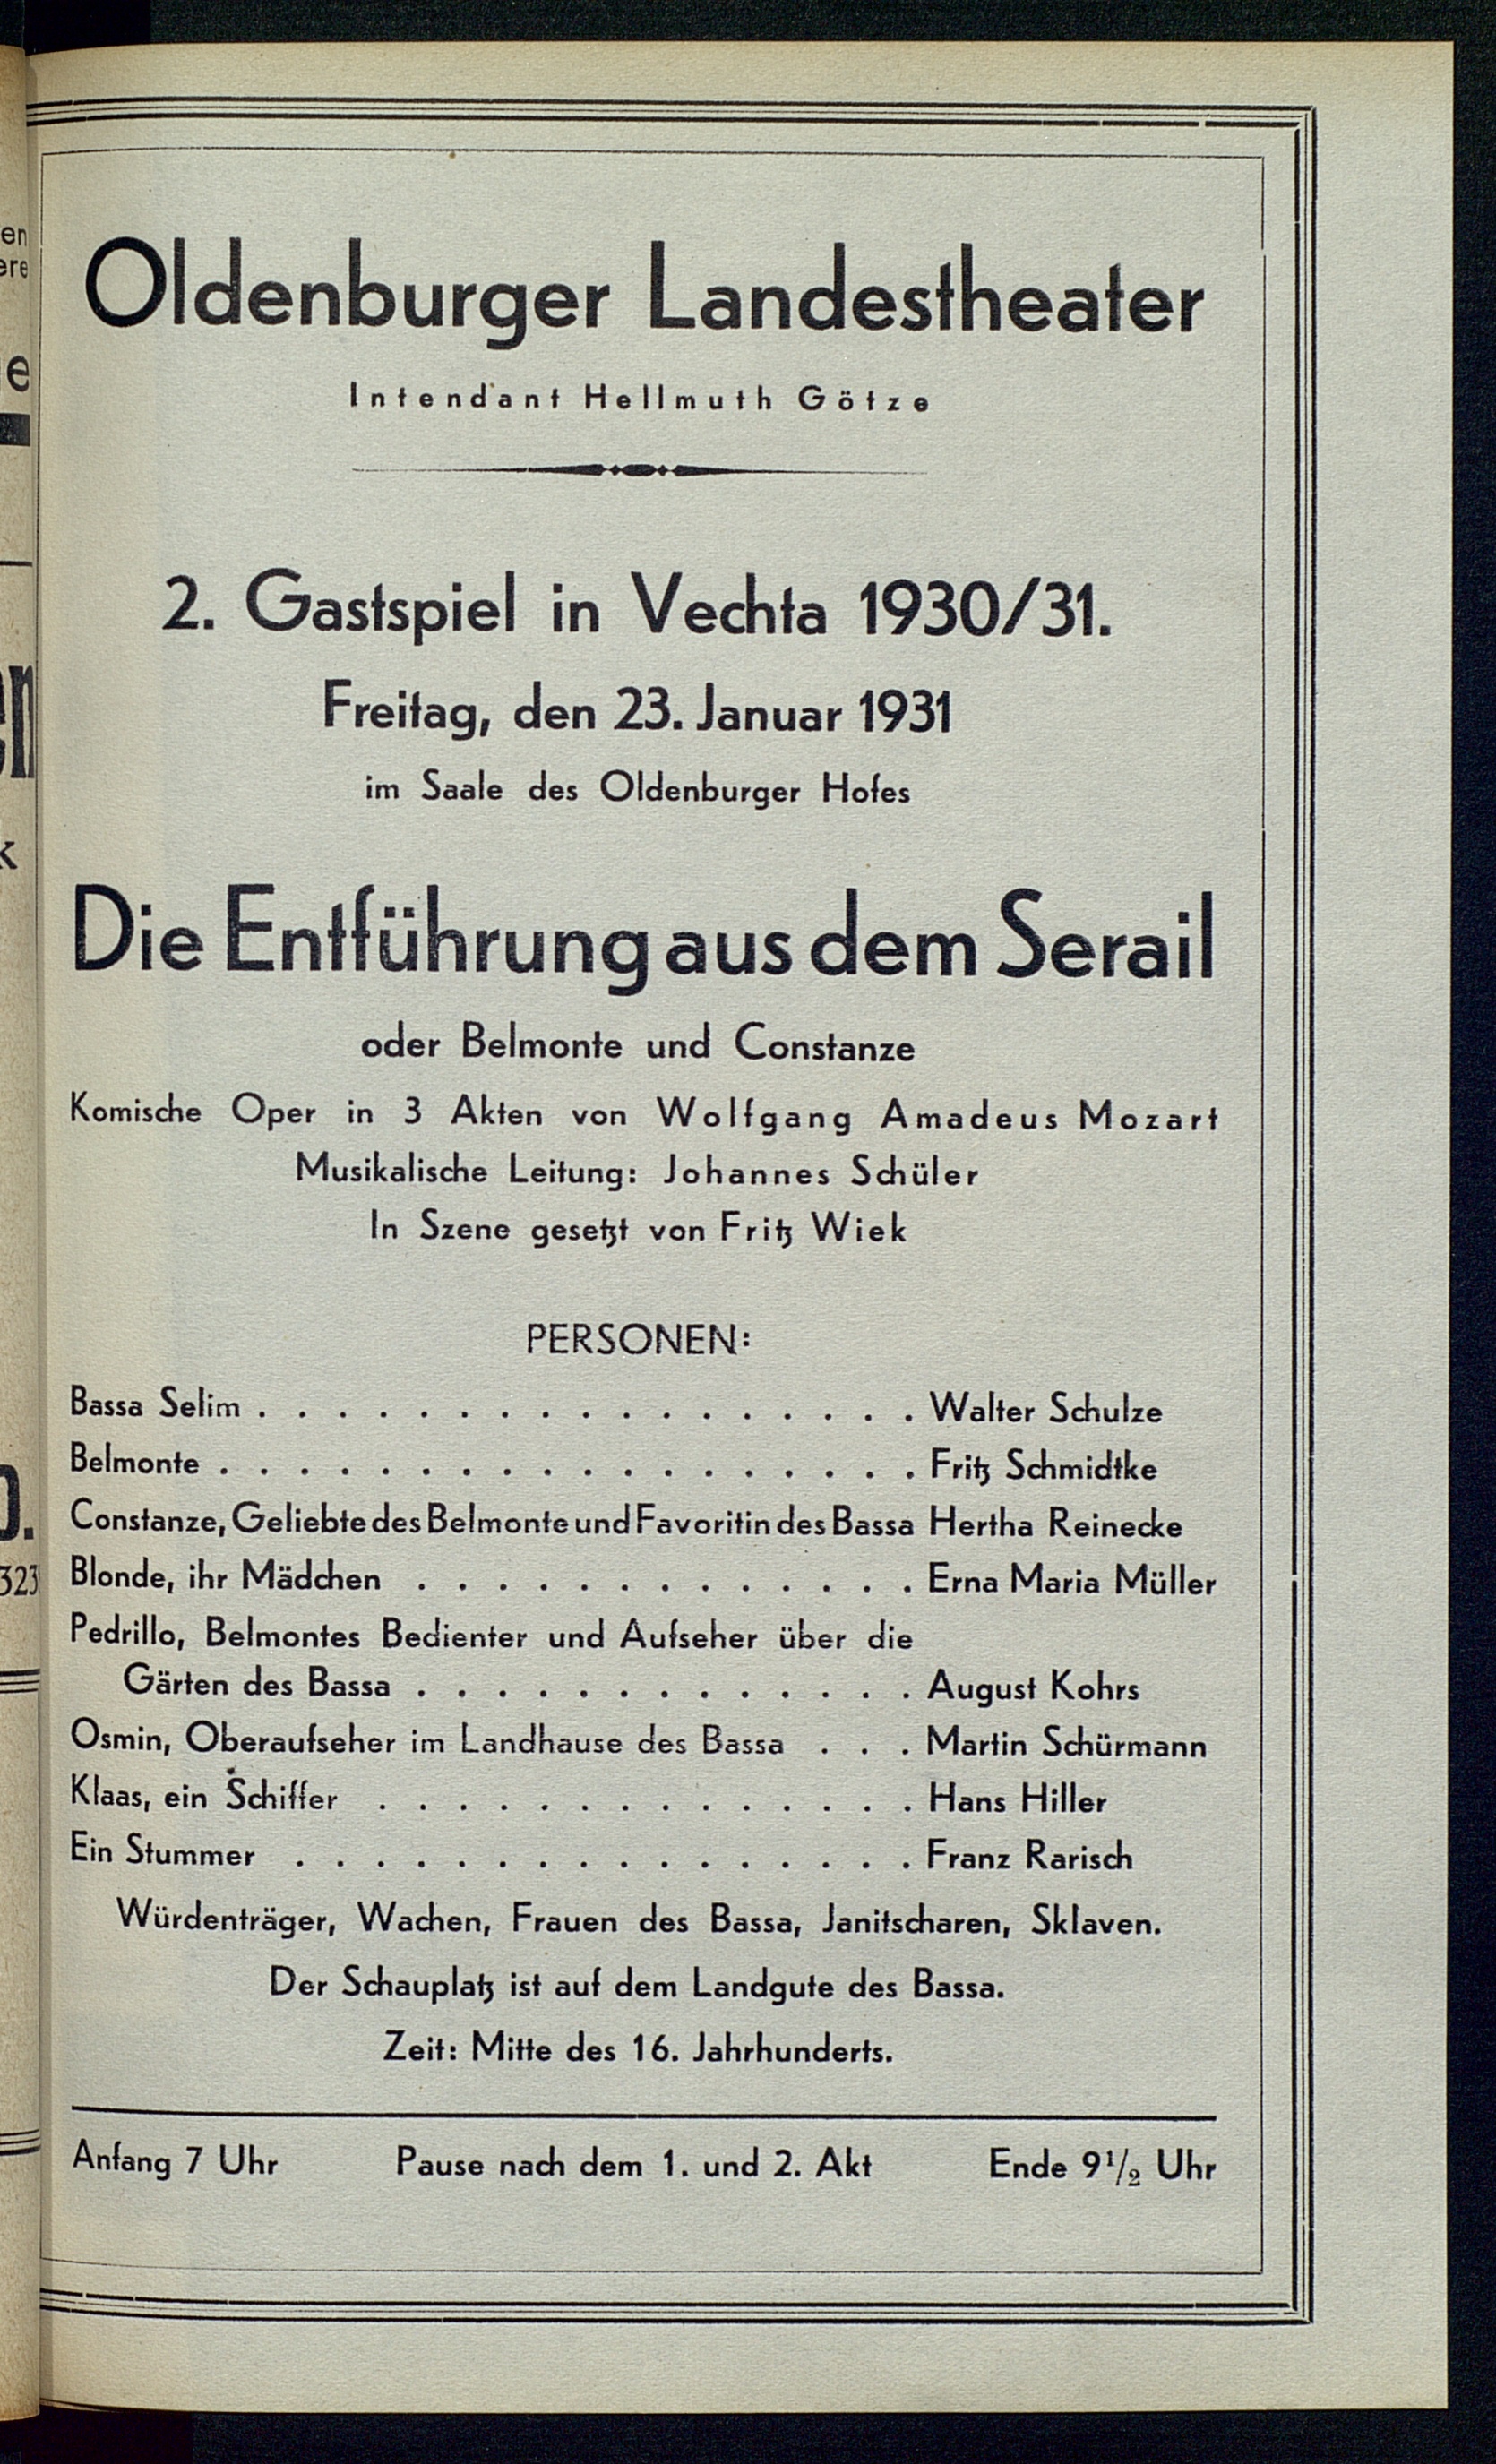 Oldenburger Landestheater
Intendant Hellmuth Götze
2. Gastspiel in Vechta 1930/31.
Freitag, den 23. Januar 1931
im Saale des Oldenburger Hofes
Die Entführung aus dem Serail
oder Belmonte und Constanze
Komische Oper in 3 Akten von Wolfgang Amadeus Mozart
Musikalische Leitung: Johannes Schüler
In Szene gesetzt von Fritz Wiek
PERSONEN:
Bassa Selim . . . . . . . . . . . . . . . . . Walter Schulze
Belmonte . . . . . . . . . . . . . . . . . . Fritz Schmidtke
Constanze, Geliebte des Belmonte und Favoritin des Bassa Hertha Reinecke
Blonde, ihr Mädchen . . . . . . . . . . . . . Erna Maria Müller
Pedrillo, Belmontes Bedienter und Aufseher über die
Gärten des Bassa . . . . . . . . . . . . . August Kohrs
Osmin, Oberaufseher im Landhause des Bassa . . . Martin Schürmann
Klaas, ein Schiffer . . . . . . . . . . . . . . Hans Hiller
Ein Stummer . . . . . . . . . . . . . . . . Franz Rarisch
Würdenträger, Wachen, Frauen des Bassa, Janitscharen, Sklaven.
Der Schauplatz ist auf dem Landgute des Bassa.
Zeit: Mitte des 16. Jahrhunderts.
Anfang 7 Uhr Pause nach dem 1. und 2. Akt Ende 9 1/2 Uhr